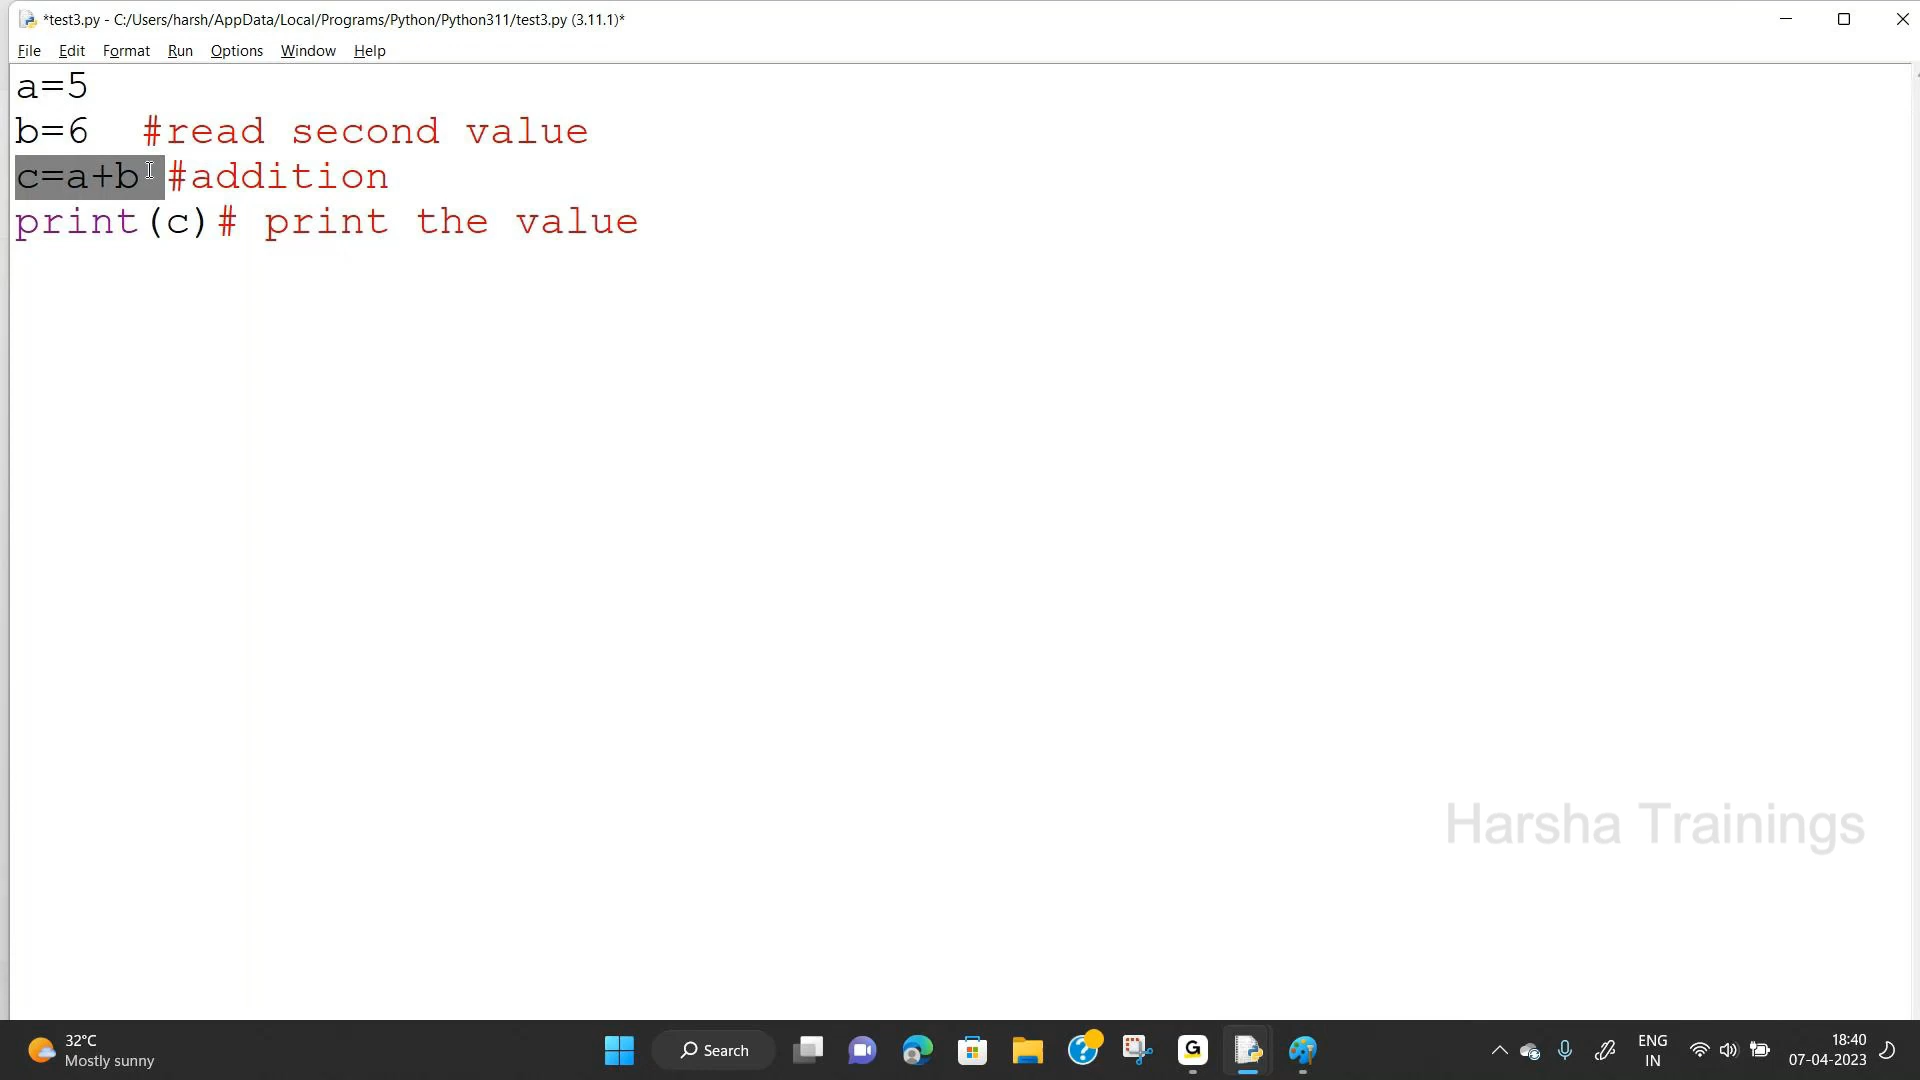 *test3.py - C:/Users/harsh/AppData/Local/Programs/Python/Python311/test3.py (3.11.1)*
File Edit Format Run Options Window Help
a=5
b=6  #read second value
c=a+b #addition
print(c)# print the value
Harsha Trainings
32°C
Mostly sunny
Search
ENG
IN
18:40
07-04-2023